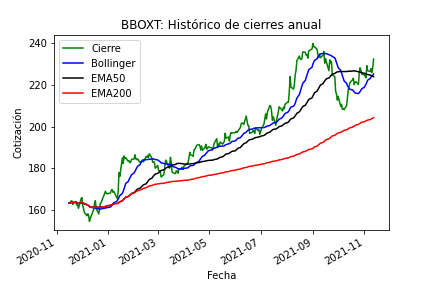 BBOXT: Histórico de cierres anual
Cierre
Bollinger
EMA50
EMA200
Cotización
240
220
200
180
160
2020-11
2021-01
2021-03
2021-05
2021-07
2021-09
2021-11
Fecha